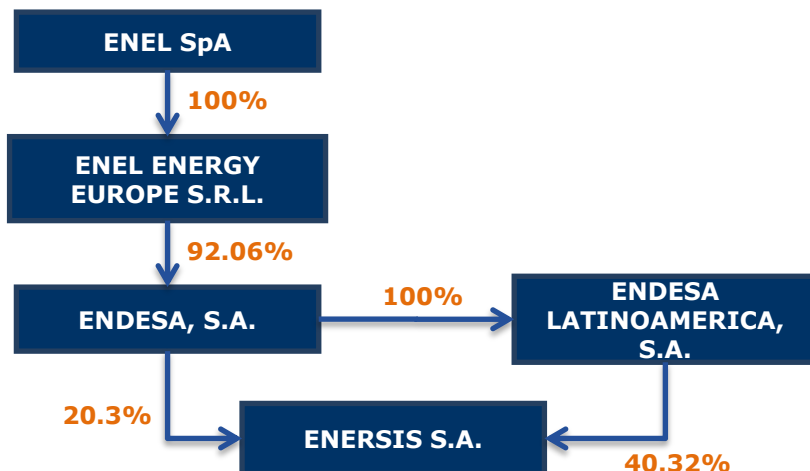 ENEL SpA
100%
ENEL ENERGY
EUROPE S.R.L.
92.06%
ENDESA, S.A.
100%
ENDESA
LATINOAMERICA,
S.A.
20.3%
ENERSIS S.A.
40.32%